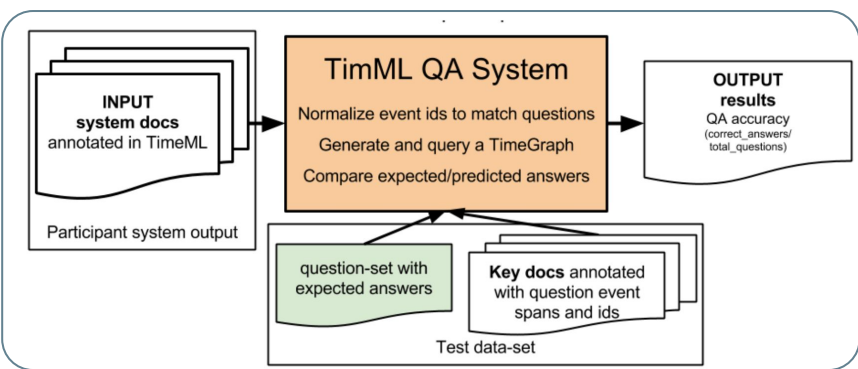 INPUT
system docs
annotated in TimeML
Participant system output
TimML QA System
Normalize event ids to match questions
Generate and query a TimeGraph
Compare expected/predicted answers
OUTPUT
results
QA accuracy
(correct_answers/
total_questions)
question-set with
expected answers
Key docs annotated
with question event
spans and ids
Test data-set